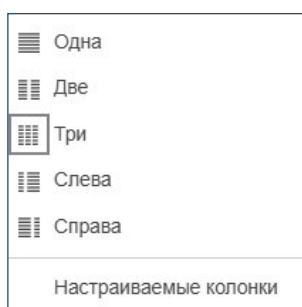 Одна
Две
Три
Слева
Справа
Настраиваемые колонки